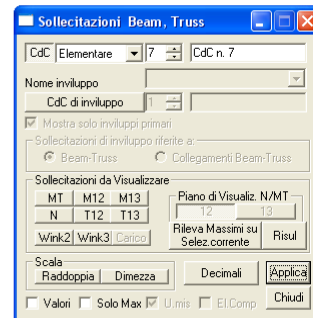 Sollecitazioni Beam, Truss
CdC Elementare 7 CdC n. 7
Nome inviluppo
CdC di inviluppo 1
Mostra solo inviluppi primari
Sollecitazioni di inviluppo riferite a:
Beam-Truss Collegamenti Beam-Truss
Sollecitazioni da Visualizzare
MT M12 M13
N T12 T13
Wink2 Wink3 Carico
Piano di Visualiz. N/MT
12 13
Rileva Massimi su Selez.corrente Risul
Scala
Raddoppia Dimezza
Decimali Applica
Valori Solo Max U.mis El.Comp Chiudi